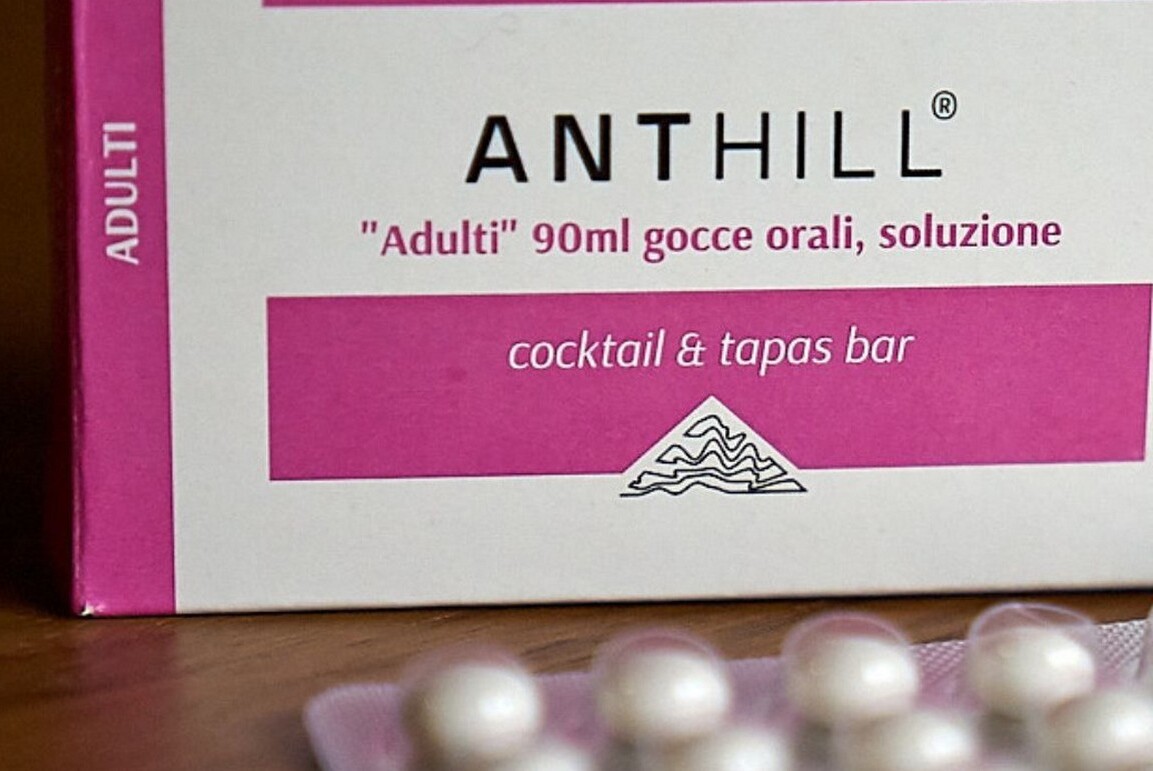 ADULTI
ANTHILL®
"Adulti" 90ml gocce orali, soluzione
cocktail & tapas bar